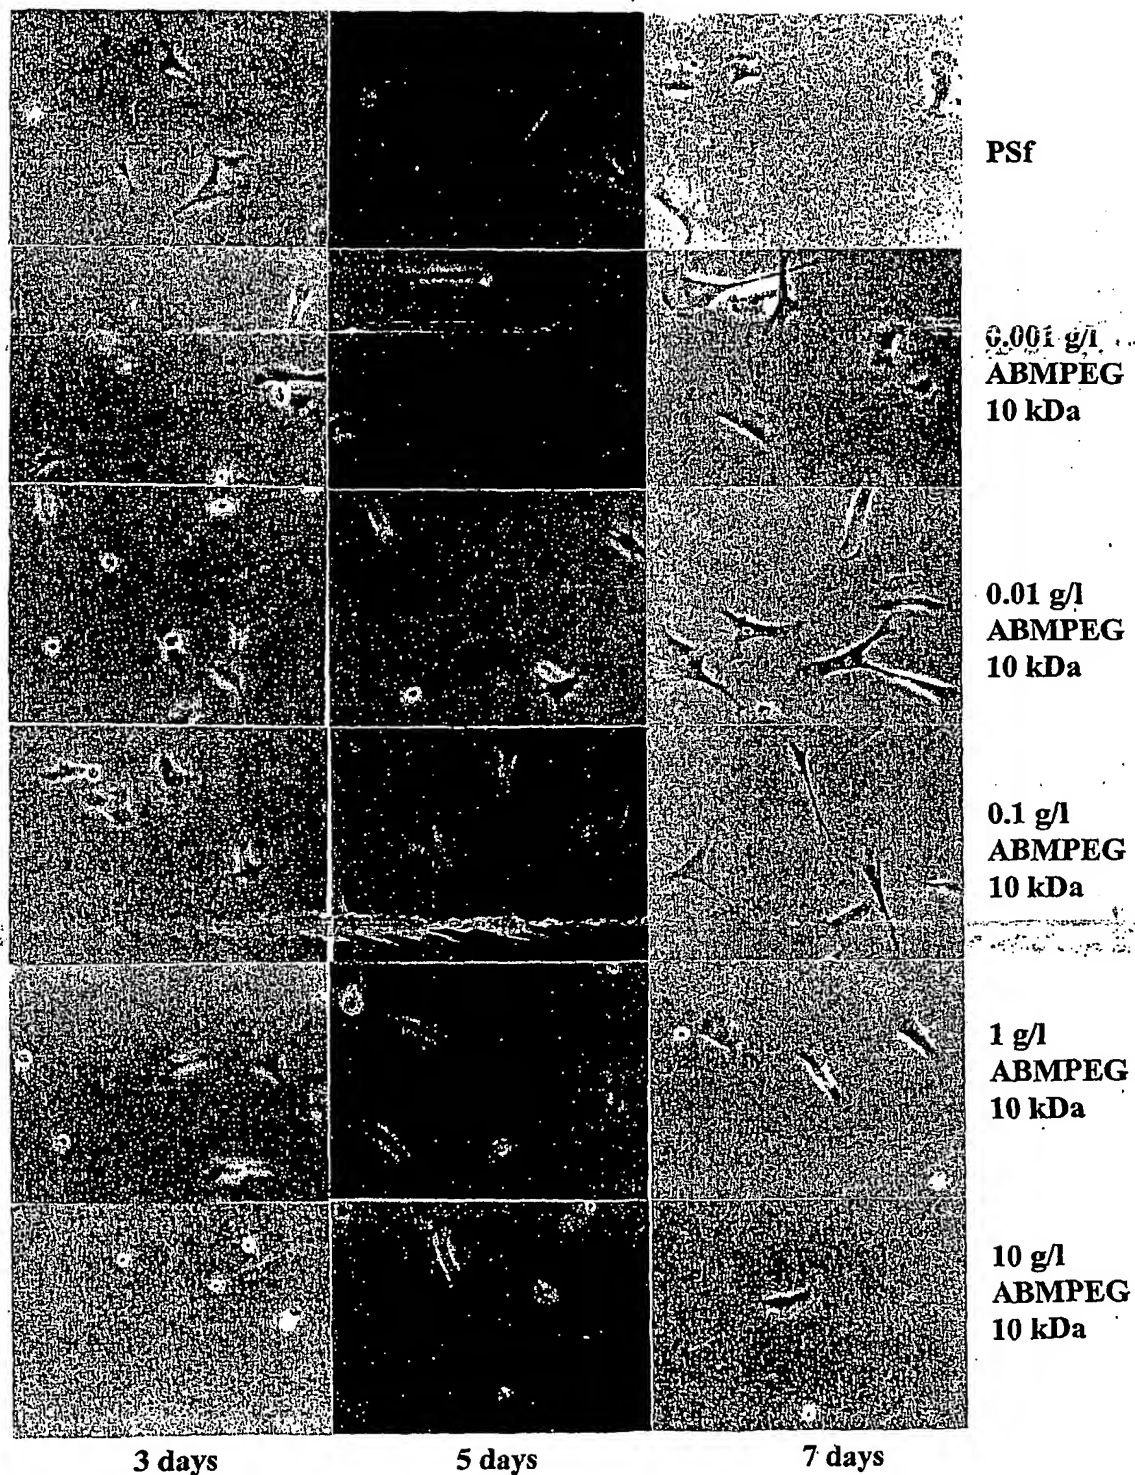 PSf
0.001 g/l
ABMPEG
10 kDa
0.01 g/l
ABMPEG
10 kDa
0.1 g/l
ABMPEG
10 kDa
1 g/l
ABMPEG
10 kDa
10 g/l
ABMPEG
10 kDa
3 days
5 days
7 days